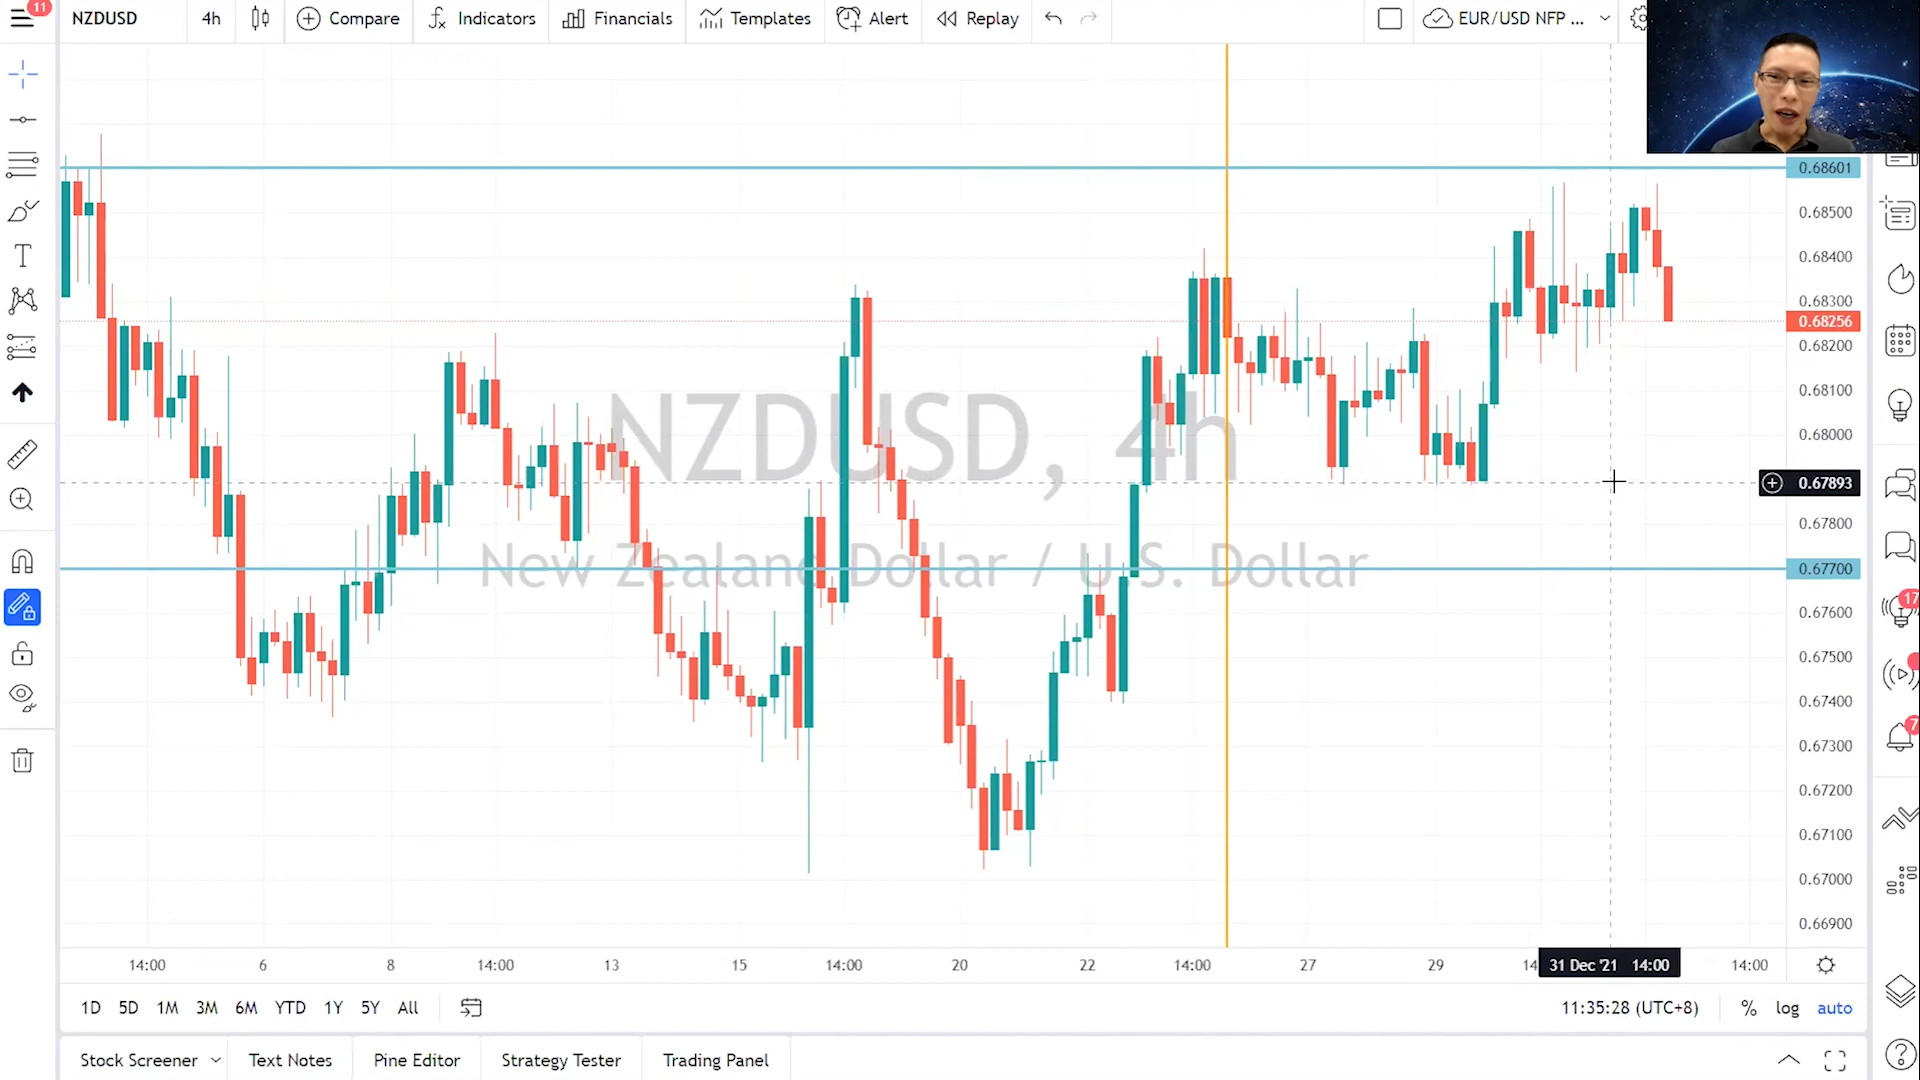 11
NZDUSD
4h
Compare
Indicators
Financials
Templates
Alert
Replay
EUR/USD NFP ...
0.68601
0.68500
0.68400
0.68300
0.68256
0.68200
0.68100
0.68000
0.67893
0.67800
0.67700
0.67600
0.67500
0.67400
0.67300
0.67200
0.67100
0.67000
0.66900
NZDUSD, 4h
New Zealand Dollar / U.S. Dollar
17
7
14:00
6
8
14:00
13
15
14:00
20
22
14:00
27
29
14
31 Dec '21 14:00
14:00
1D
5D
1M
3M
6M
YTD
1Y
5Y
All
11:35:28 (UTC+8)
%
log
auto
Stock Screener
Text Notes
Pine Editor
Strategy Tester
Trading Panel